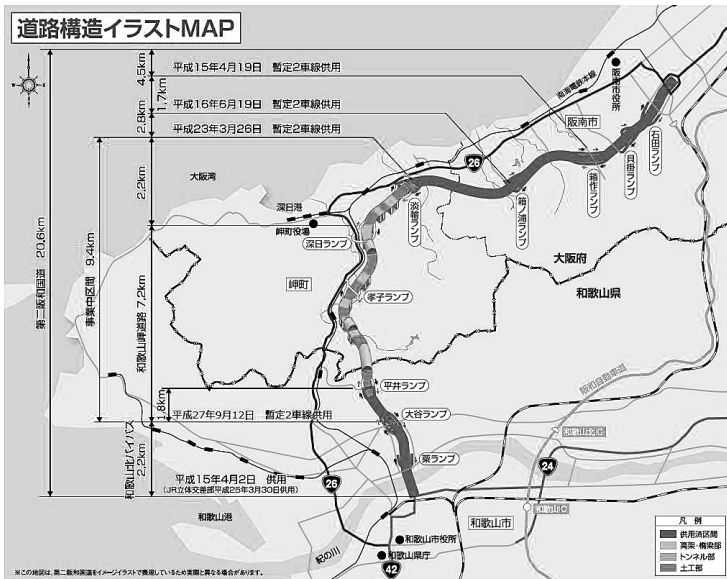 道路構造イラストMAP
平成15年4月19日 暫定2車線供用
平成16年6月19日 暫定2車線供用
平成23年3月26日 暫定2車線供用
4.5km
1.7km
2.8km
2.2km
第二阪和国道 20.6km
事業中区間 9.4km
和歌山岬道路 7.2km
1.8km
平成27年9月12日 暫定2車線供用
和歌山北バイパス
2.2km
平成15年4月2日 供用
(JR立体交差部平成25年3月30日供用)
南海電鉄本線
阪南市役所
阪南市
石田ランプ
貝掛ランプ
箱作ランプ
箱ノ浦ランプ
淡輪ランプ
26
大阪湾
深日港
岬町役場
深日ランプ
岬町
孝子ランプ
大阪府
和歌山県
平井ランプ
大谷ランプ
粟ランプ
阪和自動車道
和歌山北IC
24
26
和歌山IC
和歌山港
紀の川
和歌山市役所
和歌山県庁
42
和歌山市
凡例
供用済区間
高架・橋梁部
トンネル部
土工部
※この地図は、第二阪和国道をイメージイラストで表現しているため実際と異なる場合があります。